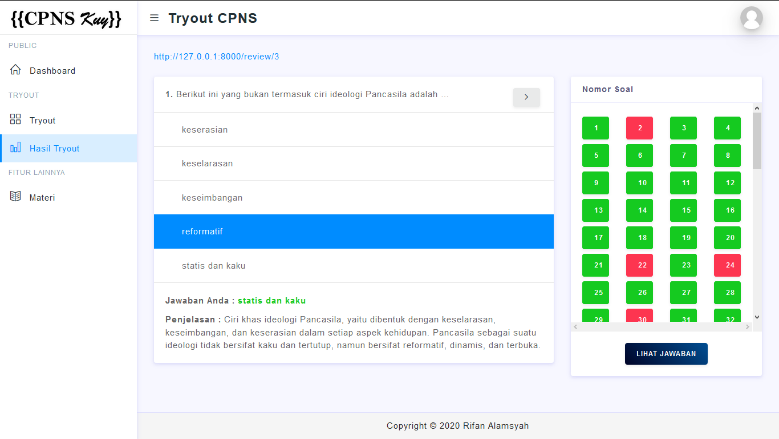 {{CPNS Kuy}}
Tryout CPNS
PUBLIC
Dashboard
TRYOUT
Tryout
Hasil Tryout
FITUR LAINNYA
Materi
http://127.0.0.1:8000/review/3
1. Berikut ini yang bukan termasuk ciri ideologi Pancasila adalah ...
keserasian
keselarasan
keseimbangan
reformatif
statis dan kaku
Jawaban Anda : statis dan kaku
Penjelasan : Ciri khas ideologi Pancasila, yaitu dibentuk dengan keselarasan,
keseimbangan, dan keserasian dalam setiap aspek kehidupan. Pancasila sebagai suatu
ideologi tidak bersifat kaku dan tertutup, namun bersifat reformatif, dinamis, dan terbuka.
Nomor Soal
1 2 3 4
5 6 7 8
9 10 11 12
13 14 15 16
17 18 19 20
21 22 23 24
25 26 27 28
29 30 31 32
LIHAT JAWABAN
Copyright © 2020 Rifan Alamsyah